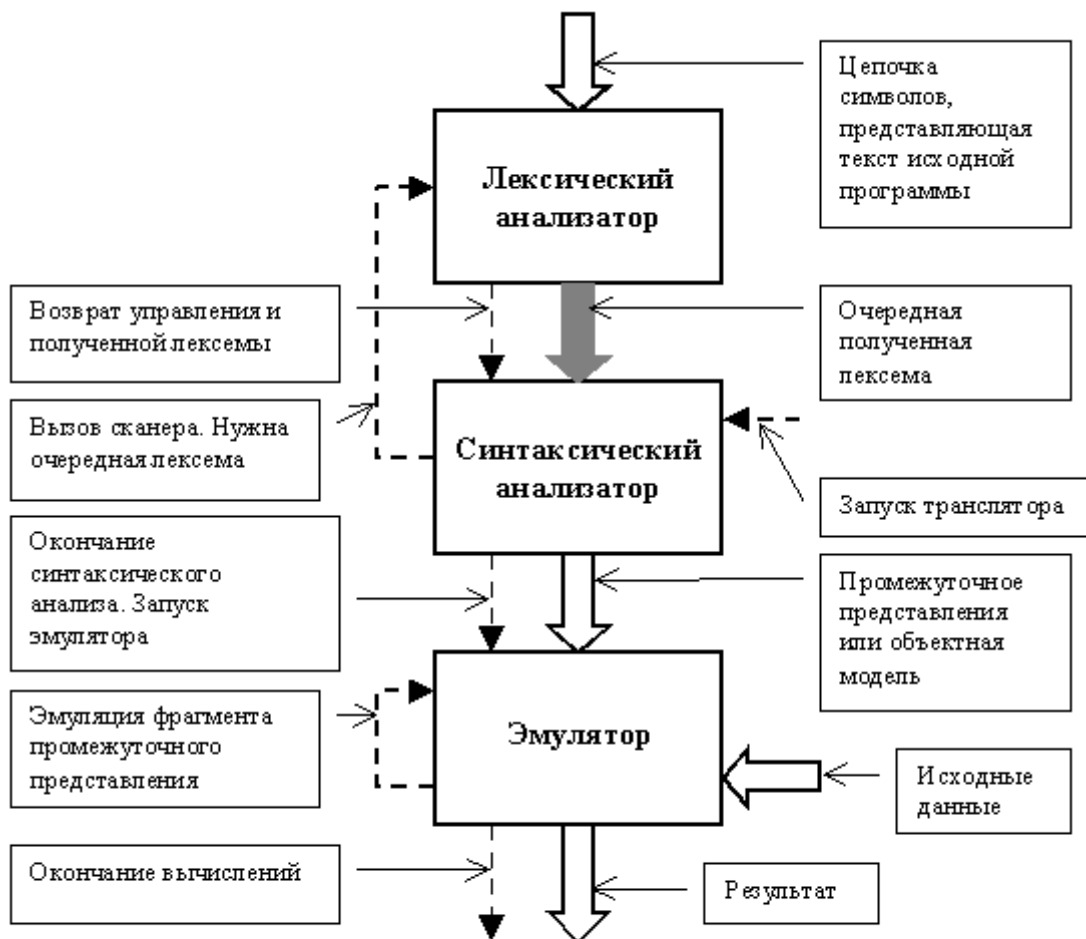 Цепочка
символов,
представляющая
текст исходной
программы
Лексический
анализатор
Возврат управления и
полученной лексемы
Очередная
полученная
лексема
Вызов сканера. Нужна
очередная лексема
Синтаксический
анализатор
Запуск транслятора
Окончание
синтаксического
анализа. Запуск
эмулятора
Промежуточное
представления
или объектная
модель
Эмуляция фрагмента
промежуточного
представления
Эмулятор
Исходные
данные
Окончание вычислений
Результат